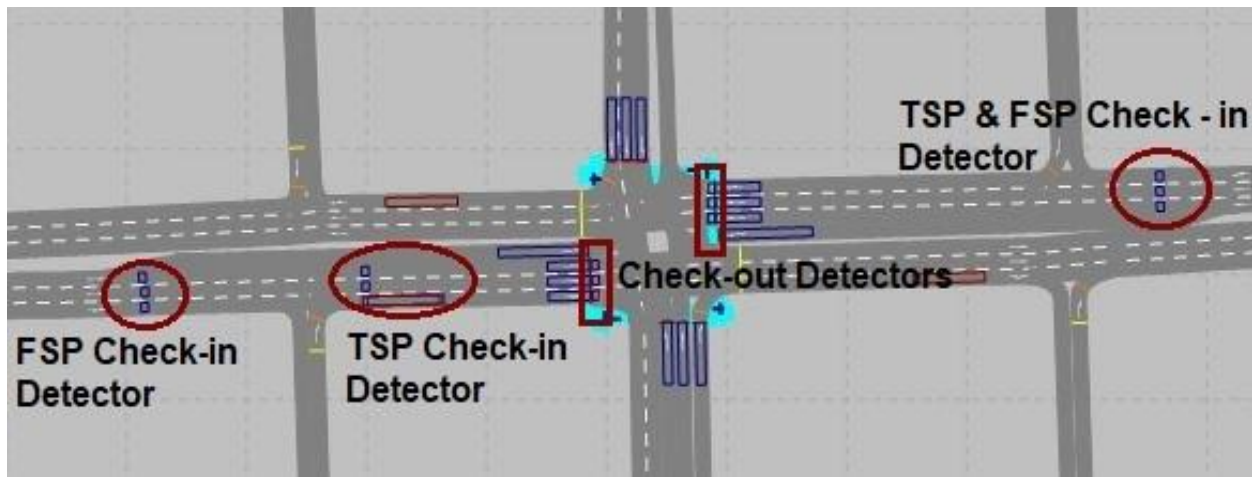 TSP & FSP Check - in
Detector
Check-out Detectors
FSP Check-in
Detector
TSP Check-in
Detector